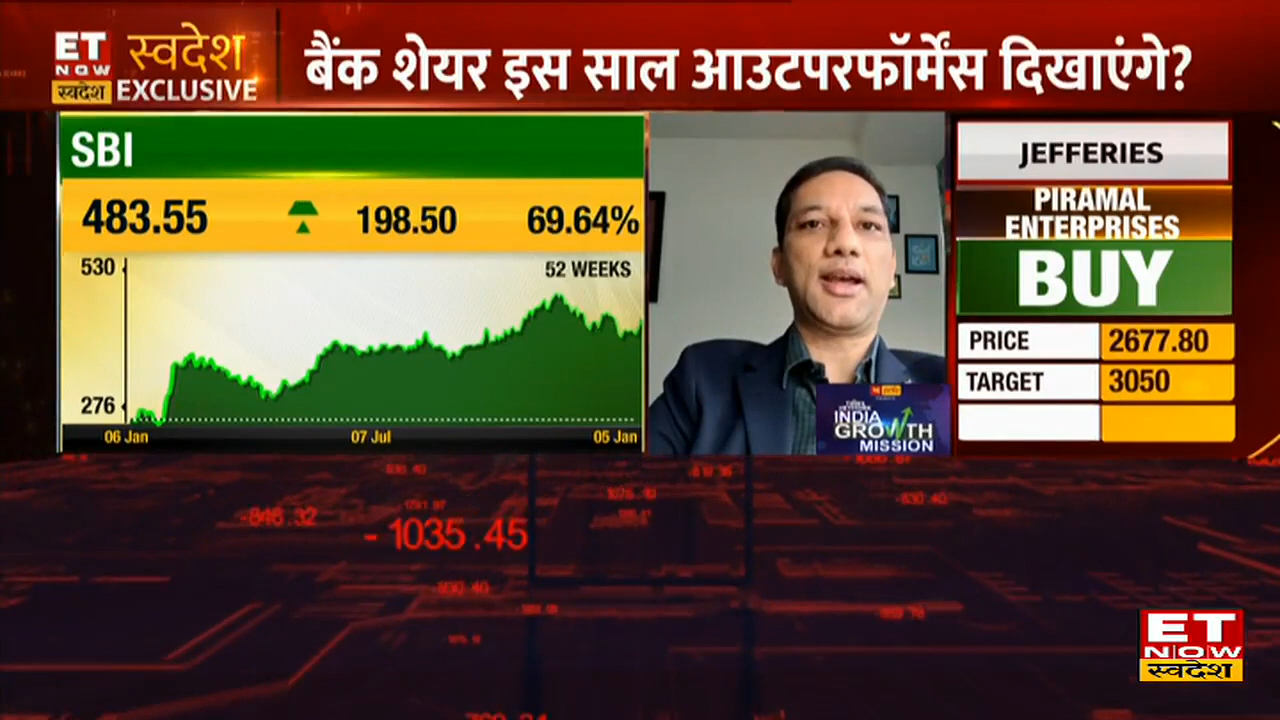 ET
NOW
स्वदेश
स्वदेश
EXCLUSIVE
बैंक शेयर इस साल आउटपरफॉर्मेंस दिखाएंगे?
SBI
483.55 198.50 69.64%
530
52 WEEKS
276
06 Jan 07 Jul 05 Jan
INDIA
GROWTH
MISSION
JEFFERIES
PIRAMAL
ENTERPRISES
BUY
PRICE 2677.80
TARGET 3050
-846.32
- 1035.45
ET
NOW
स्वदेश